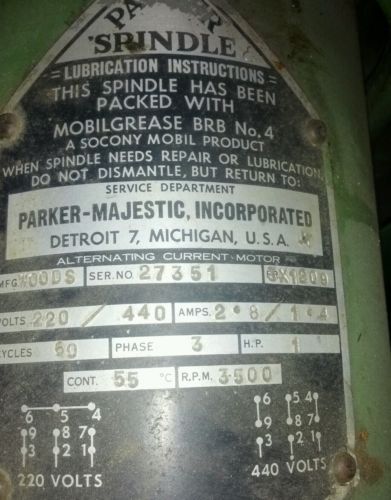 PARKER
SPINDLE
LUBRICATION INSTRUCTIONS
THIS SPINDLE HAS BEEN
PACKED WITH
MOBILGREASE BRB No. 4
A SOCONY MOBIL PRODUCT
WHEN SPINDLE NEEDS REPAIR OR LUBRICATION
DO NOT DISMANTLE, BUT RETURN TO:
SERVICE DEPARTMENT
PARKER-MAJESTIC, INCORPORATED
DETROIT 7, MICHIGAN, U.S.A.
ALTERNATING CURRENT MOTOR
MFG. WOODS SER. NO. 27351
VOLTS 220 / 440 AMPS. 2.8 / 1.4
CYCLES 60 PHASE 3 H.P. 1
CONT. 55 °C R.P.M. 3500
6 5 4 6 5 4
9 8 7 9 8 7
3 2 1 3 2 1
220 VOLTS 440 VOLTS